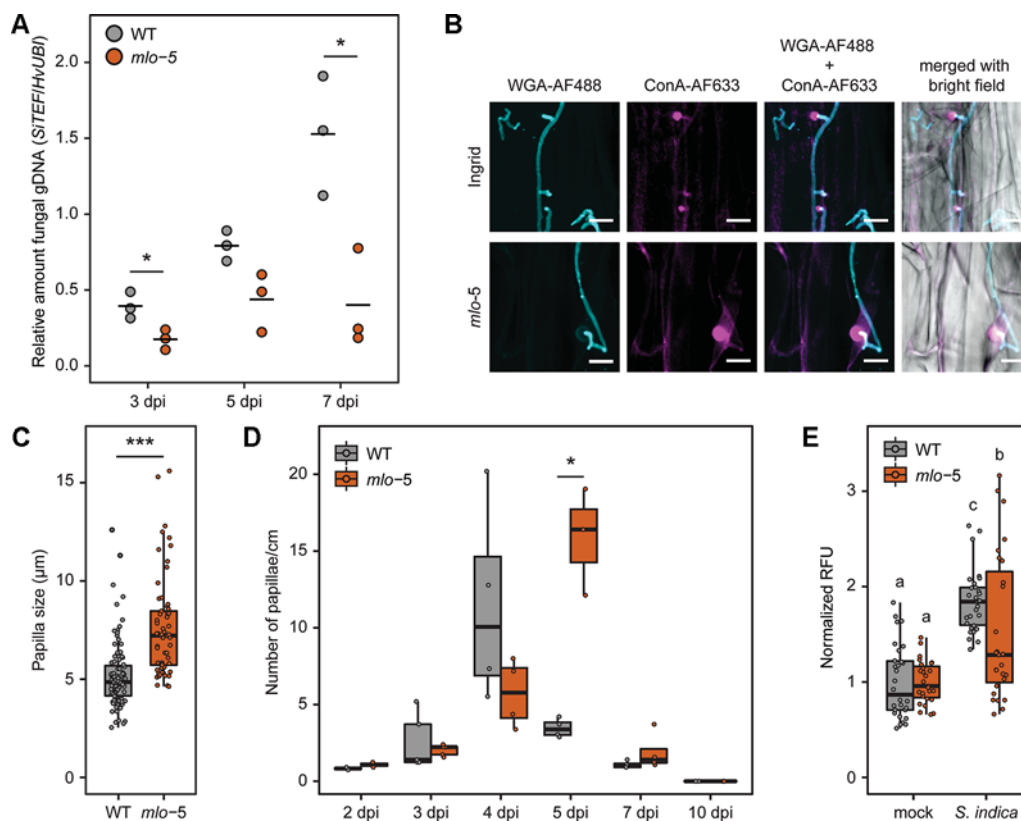 A
WT
mlo-5
*
*
2.0
1.5
1.0
0.5
0.0
Relative amount fungal gDNA (SiTEF/HvUBI)
3 dpi 5 dpi 7 dpi
B
WGA-AF488
ConA-AF633
WGA-AF488
+
ConA-AF633
merged with
bright field
Ingrid
mlo-5
C
***
15
10
5
0
Papilla size (μm)
WT mlo-5
D
WT
mlo-5
*
20
15
10
5
0
Number of papillae/cm
2 dpi 3 dpi 4 dpi 5 dpi 7 dpi 10 dpi
E
WT
mlo-5
a
a
c
b
3
2
1
0
Normalized RFU
mock S. indica